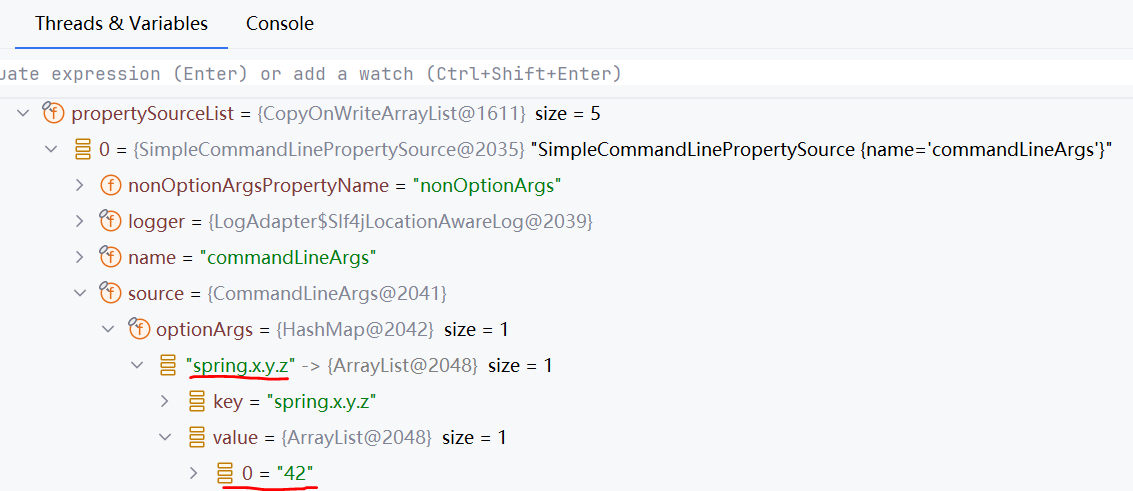 Threads & Variables Console
uate expression (Enter) or add a watch (Ctrl+Shift+Enter)
propertySourceList = {CopyOnWriteArrayList@1611} size = 5
0 = {SimpleCommandLinePropertySource@2035} "SimpleCommandLinePropertySource {name='commandLineArgs'}"
nonOptionArgsPropertyName = "nonOptionArgs"
logger = {LogAdapter$Slf4jLocationAwareLog@2039}
name = "commandLineArgs"
source = {CommandLineArgs@2041}
optionArgs = {HashMap@2042} size = 1
"spring.x.y.z" -> {ArrayList@2048} size = 1
key = "spring.x.y.z"
value = {ArrayList@2048} size = 1
0 = "42"